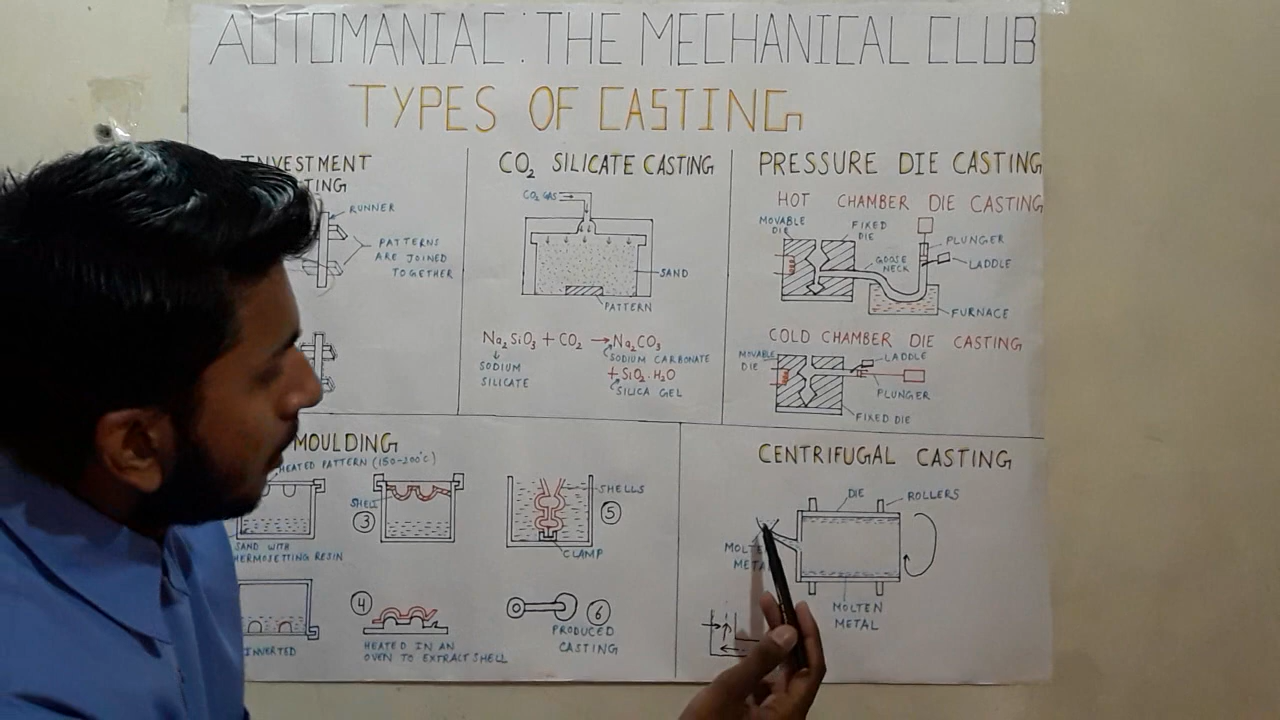 AUTOMANIAC : THE MECHANICAL CLUB
TYPES OF CASTING
INVESTMENT
TING
RUNNER
PATTERNS
ARE JOINED
TOGETHER
CO₂ SILICATE CASTING
CO₂ GAS
SAND
PATTERN
Na₂SiO₃ + CO₂ → Na₂CO₃
SODIUM CARBONATE
+ SiO₂.H₂O
SILICA GEL
SODIUM
SILICATE
PRESSURE DIE CASTING
HOT CHAMBER DIE CASTING
MOVABLE
DIE
FIXED
DIE
GOOSE
NECK
PLUNGER
LADDLE
FURNACE
COLD CHAMBER DIE CASTING
MOVABLE
DIE
LADDLE
PLUNGER
FIXED DIE
MOULDING
HEATED PATTERN (150-200°C)
SAND WITH
HERMOSETTING RESIN
INVERTED
SHELL
3
4
HEATED IN AN
OVEN TO EXTRACT SHELL
SHELLS
5
CLAMP
6
PRODUCED
CASTING
CENTRIFUGAL CASTING
DIE
ROLLERS
MOLTE
META
MOLTEN
METAL